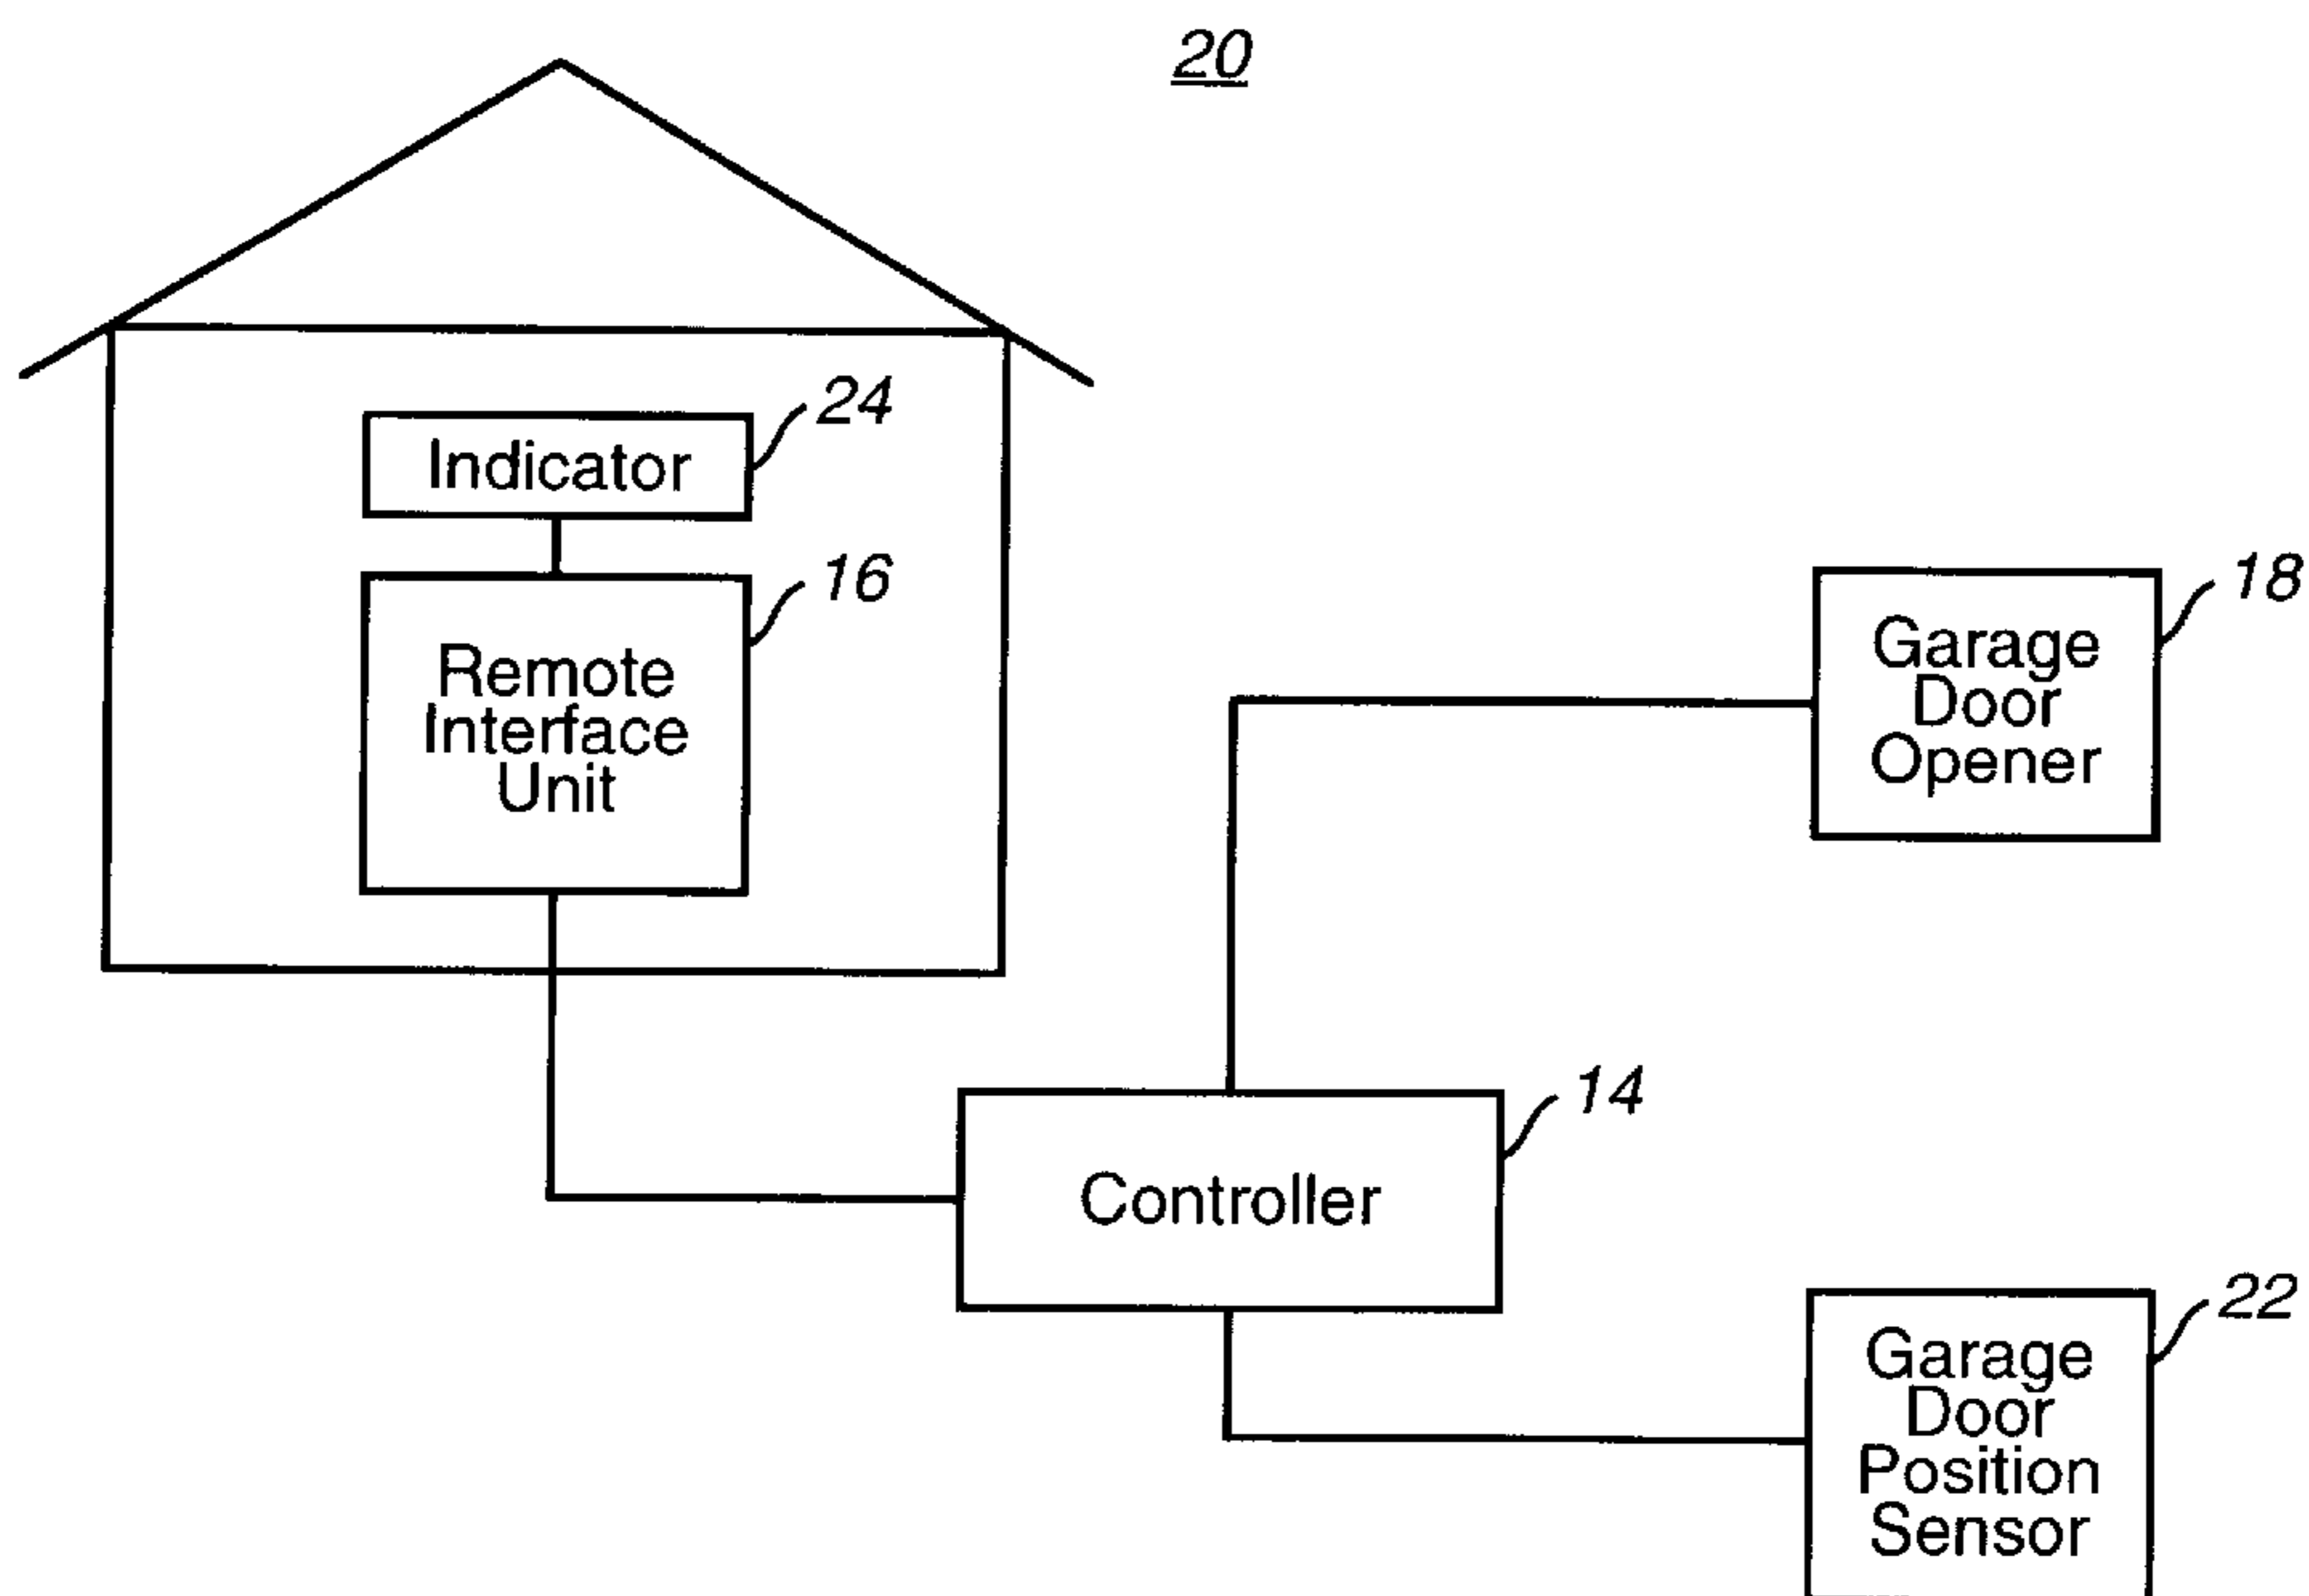 20
24
Indicator
16
Remote
Interface
Unit
18
Garage
Door
Opener
14
Controller
22
Garage
Door
Position
Sensor